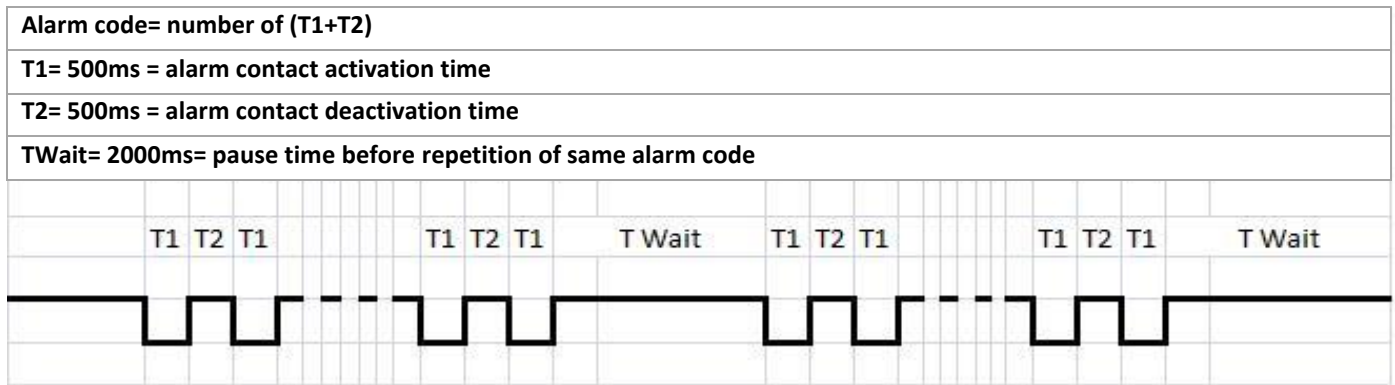 Alarm code= number of (T1+T2)
T1= 500ms = alarm contact activation time
T2= 500ms = alarm contact deactivation time
TWait= 2000ms= pause time before repetition of same alarm code
T1 T2 T1 T1 T2 T1 T Wait T1 T2 T1 T1 T2 T1 T Wait